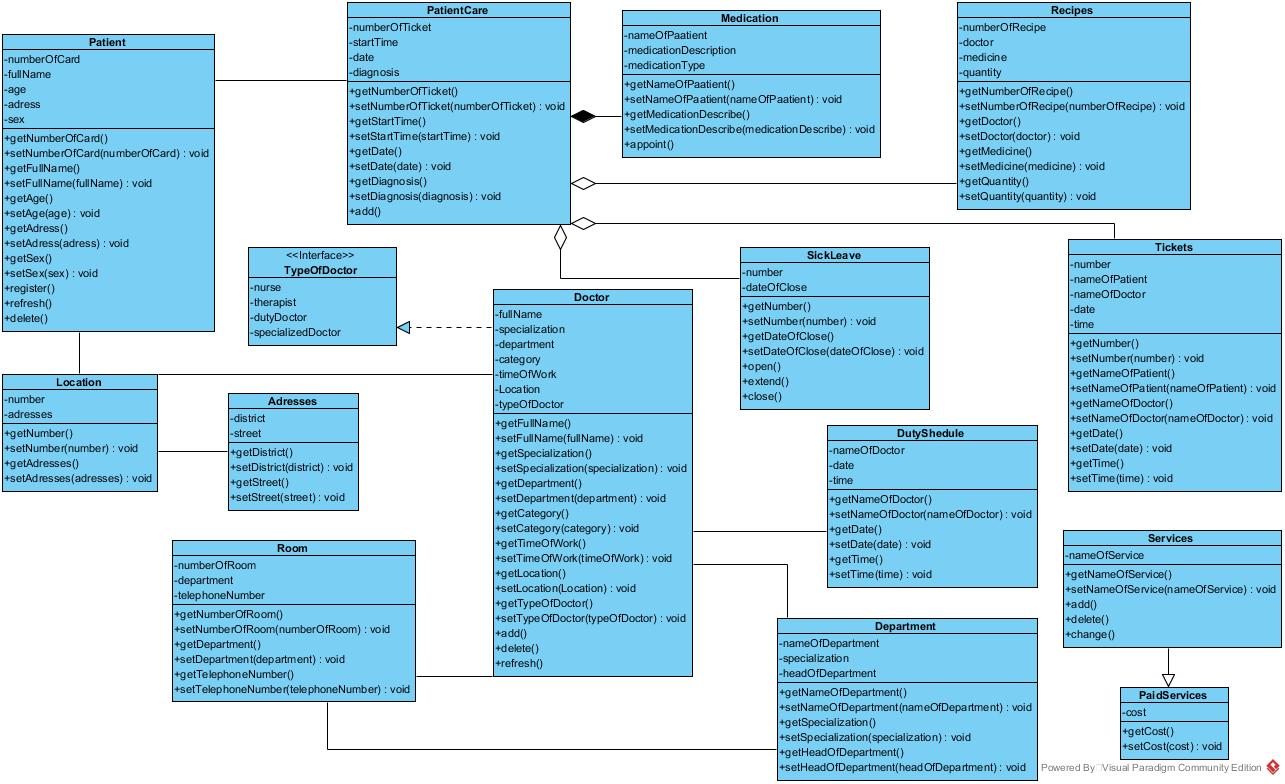 PatientCare
-numberOfTicket
-startTime
-date
-diagnosis
+getNumberOfTicket()
+setNumberOfTicket(numberOfTicket) : void
+getStartTime()
+setStartTime(startTime) : void
+getDate()
+setDate(date) : void
+getDiagnosis()
+setDiagnosis(diagnosis) : void
+add()
Medication
-nameOfPaatient
-medicationDescription
-medicationType
+getNameOfPaatient()
+setNameOfPaatient(nameOfPaatient) : void
+getMedicationDescribe()
+setMedicationDescribe(medicationDescribe) : void
+appoint()
Recipes
-numberOfRecipe
-doctor
-medicine
-quantity
+getNumberOfRecipe()
+setNumberOfRecipe(numberOfRecipe) : void
+getDoctor()
+setDoctor(doctor) : void
+getMedicine()
+setMedicine(medicine) : void
+getQuantity()
+setQuantity(quantity) : void
Patient
-numberOfCard
-fullName
-age
-adress
-sex
+getNumberOfCard()
+setNumberOfCard(numberOfCard) : void
+getFullName()
+setFullName(fullName) : void
+getAge()
+setAge(age) : void
+getAdress()
+setAdress(adress) : void
+getSex()
+setSex(sex) : void
+register()
+refresh()
+delete()
<<Interface>>
TypeOfDoctor
-nurse
-therapist
-dutyDoctor
-specializedDoctor
Doctor
-fullName
-specialization
-department
-category
-timeOfWork
-Location
-typeOfDoctor
+getFullName()
+setFullName(fullName) : void
+getSpecialization()
+setSpecialization(specialization) : void
+getDepartment()
+setDepartment(department) : void
+getCategory()
+setCategory(category) : void
+getTimeOfWork()
+setTimeOfWork(timeOfWork) : void
+getLocation()
+setLocation(Location) : void
+getTypeOfDoctor()
+setTypeOfDoctor(typeOfDoctor) : void
+add()
+delete()
+refresh()
SickLeave
-number
-dateOfClose
+getNumber()
+setNumber(number) : void
+getDateOfClose()
+setDateOfClose(dateOfClose) : void
+open()
+extend()
+close()
Tickets
-number
-nameOfPatient
-nameOfDoctor
-date
-time
+getNumber()
+setNumber(number) : void
+getNameOfPatient()
+setNameOfPatient(nameOfPatient) : void
+getNameOfDoctor()
+setNameOfDoctor(nameOfDoctor) : void
+getDate()
+setDate(date) : void
+getTime()
+setTime(time) : void
Location
-number
-adresses
+getNumber()
+setNumber(number) : void
+getAdresses()
+setAdresses(adresses) : void
Adresses
-district
-street
+getDistrict()
+setDistrict(district) : void
+getStreet()
+setStreet(street) : void
DutyShedule
-nameOfDoctor
-date
-time
+getNameOfDoctor()
+setNameOfDoctor(nameOfDoctor) : void
+getDate()
+setDate(date) : void
+getTime()
+setTime(time) : void
Room
-numberOfRoom
-department
-telephoneNumber
+getNumberOfRoom()
+setNumberOfRoom(numberOfRoom) : void
+getDepartment()
+setDepartment(department) : void
+getTelephoneNumber()
+setTelephoneNumber(telephoneNumber) : void
Services
-nameOfService
+getNameOfService()
+setNameOfService(nameOfService) : void
+add()
+delete()
+change()
Department
-nameOfDepartment
-specialization
-headOfDepartment
+getNameOfDepartment()
+setNameOfDepartment(nameOfDepartment) : void
+getSpecialization()
+setSpecialization(specialization) : void
+getHeadOfDepartment()
+setHeadOfDepartment(headOfDepartment) : void
PaidServices
-cost
+getCost()
+setCost(cost) : void
Powered By Visual Paradigm Community Edition